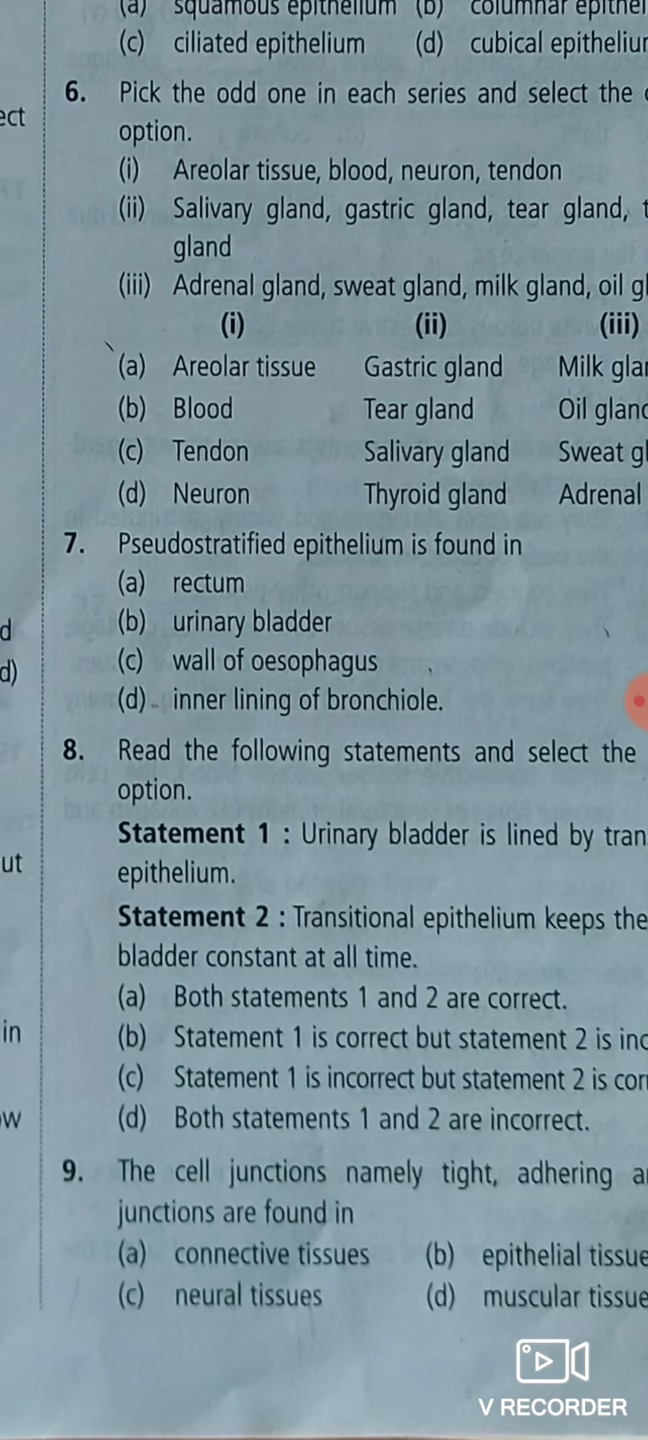 (a) squamous epithelium (b) columnar
(c) ciliated epithelium (d) cubical
ect
6. Pick the odd one in each series and select the
option.
(i) Areolar tissue, blood, neuron, tendon
(ii) Salivary gland, gastric gland, tear gland,
gland
(iii) Adrenal gland, sweat gland, milk gland, oil
(i) (ii) (iii)
(a) Areolar tissue Gastric gland Milk
(b) Blood Tear gland Oil
(c) Tendon Salivary gland Sweat
(d) Neuron Thyroid gland Adrenal
7. Pseudostratified epithelium is found in
(a) rectum
d (b) urinary bladder
d) (c) wall of oesophagus
(d) inner lining of bronchiole.
8. Read the following statements and select the
option.
Statement 1 : Urinary bladder is lined by tran
ut epithelium.
Statement 2 : Transitional epithelium keeps the
bladder constant at all time.
(a) Both statements 1 and 2 are correct.
in (b) Statement 1 is correct but statement 2 is inc
(c) Statement 1 is incorrect but statement 2 is
ow (d) Both statements 1 and 2 are incorrect.
9. The cell junctions namely tight, adhering
junctions are found in
(a) connective tissues (b) epithelial tissue
(c) neural tissues (d) muscular tissue
V RECORDER